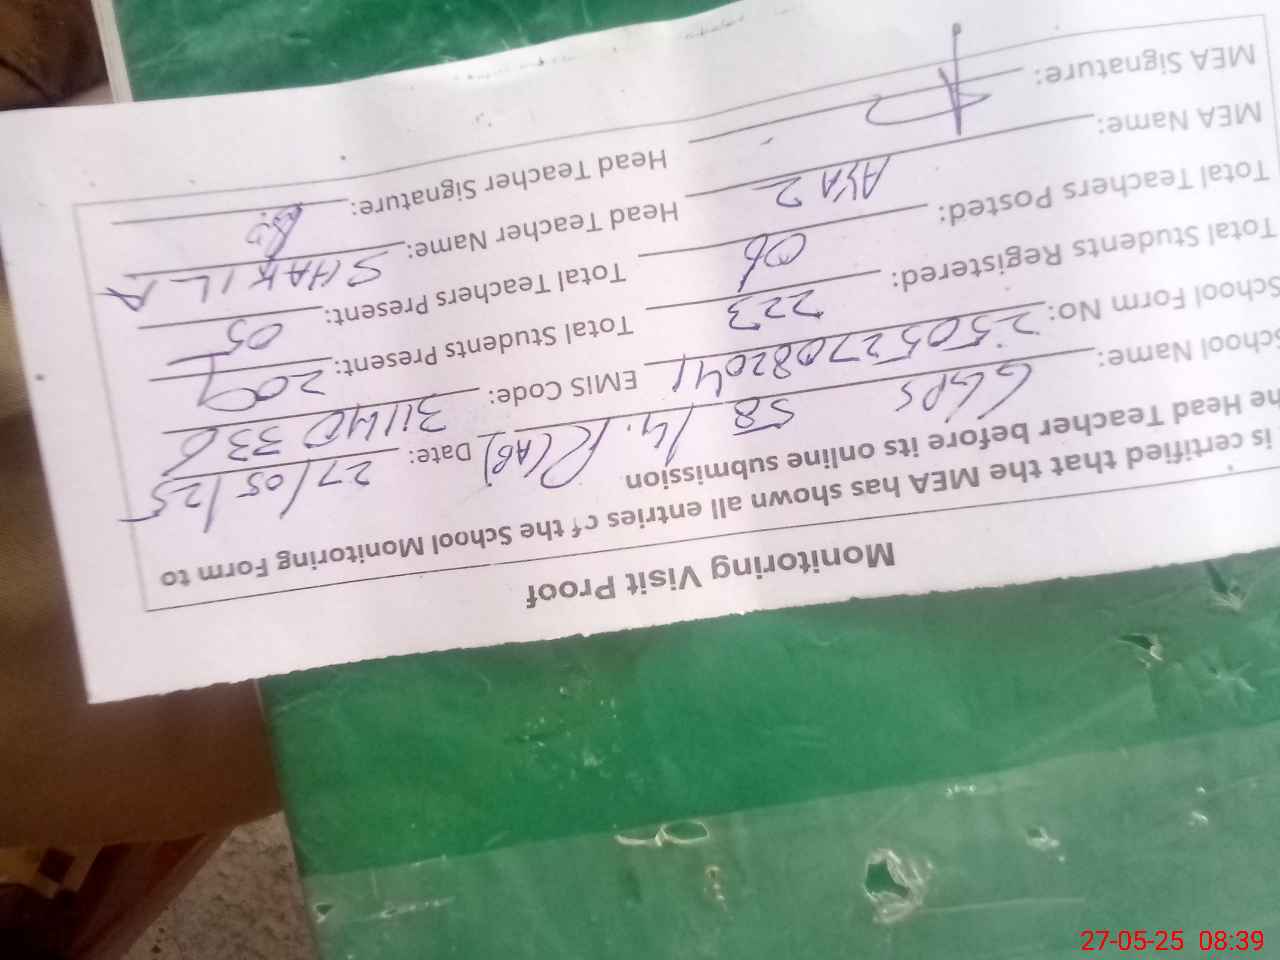 Monitoring Visit Proof
is certified that the MEA has shown all entries of the School Monitoring Form to
he Head Teacher before its online submission
School Name: GGPS 58 14.R(AB) Date: 27/05/25
School Form No: 25052708204 EMIS Code: 31140336
Total Students Registered: 223 Total Students Present: 209
Total Teachers Posted: 06 Total Teachers Present: 05
MEA Name: Head Teacher Name: SHAKILA
MEA Signature: Head Teacher Signature:
27-05-25 08:39